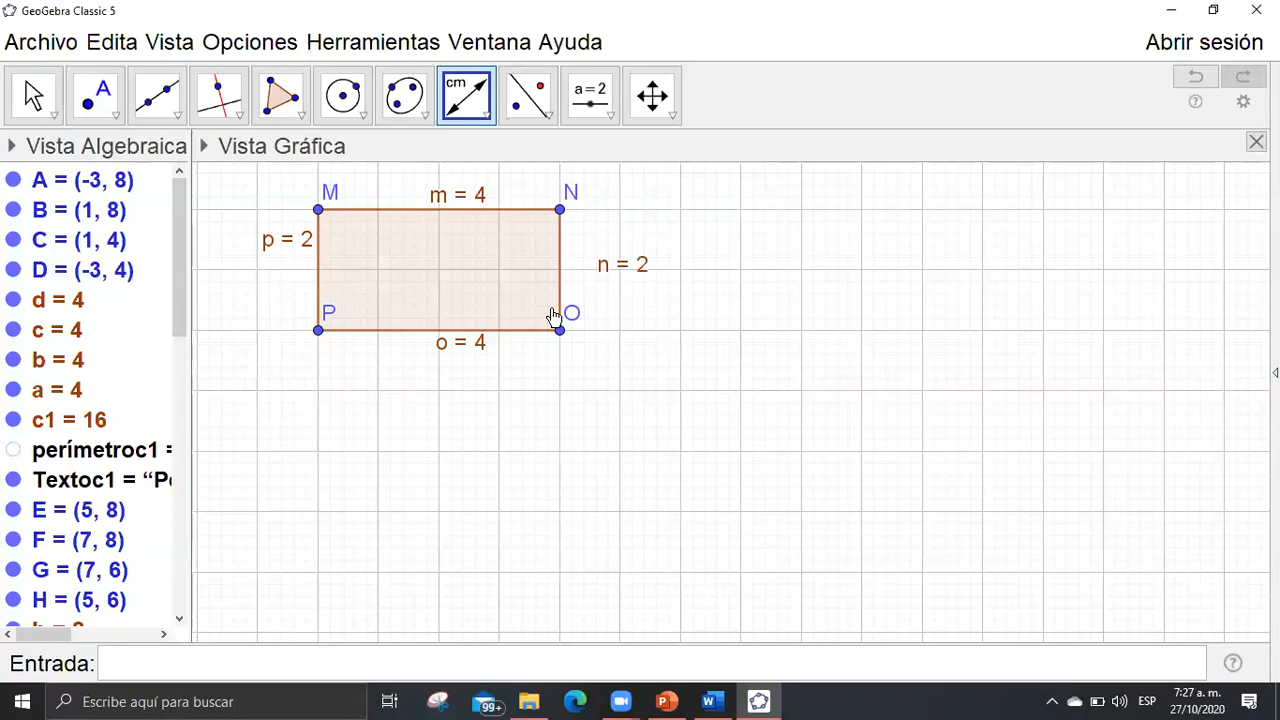 GeoGebra Classic 5
Archivo Edita Vista Opciones Herramientas Ventana Ayuda
Abrir sesión
A
cm
a = 2
Vista Algebraica
Vista Gráfica
A = (-3, 8)
B = (1, 8)
C = (1, 4)
D = (-3, 4)
d = 4
c = 4
b = 4
a = 4
c1 = 16
perímetroc1 =
Textoc1 = “Pe
E = (5, 8)
F = (7, 8)
G = (7, 6)
H = (5, 6)
M
m = 4
N
p = 2
n = 2
P
O
o = 4
Entrada:
Escribe aquí para buscar
99+
ESP
7:27 a. m.
27/10/2020